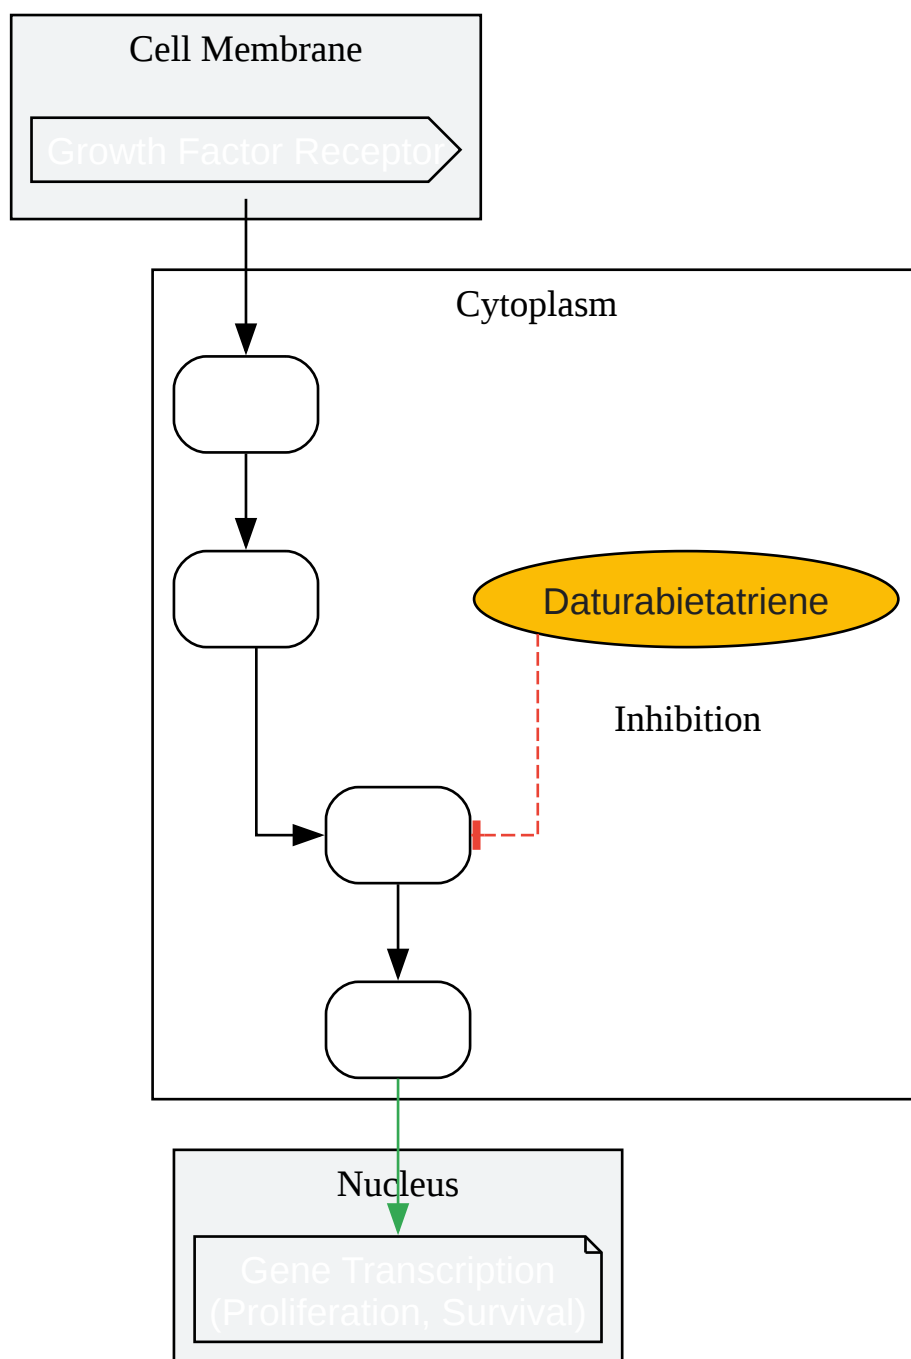 Cell Membrane
Growth Factor Receptor
Cytoplasm
Daturabietatriene
Inhibition
Nucleus
Gene Transcription
(Proliferation, Survival)